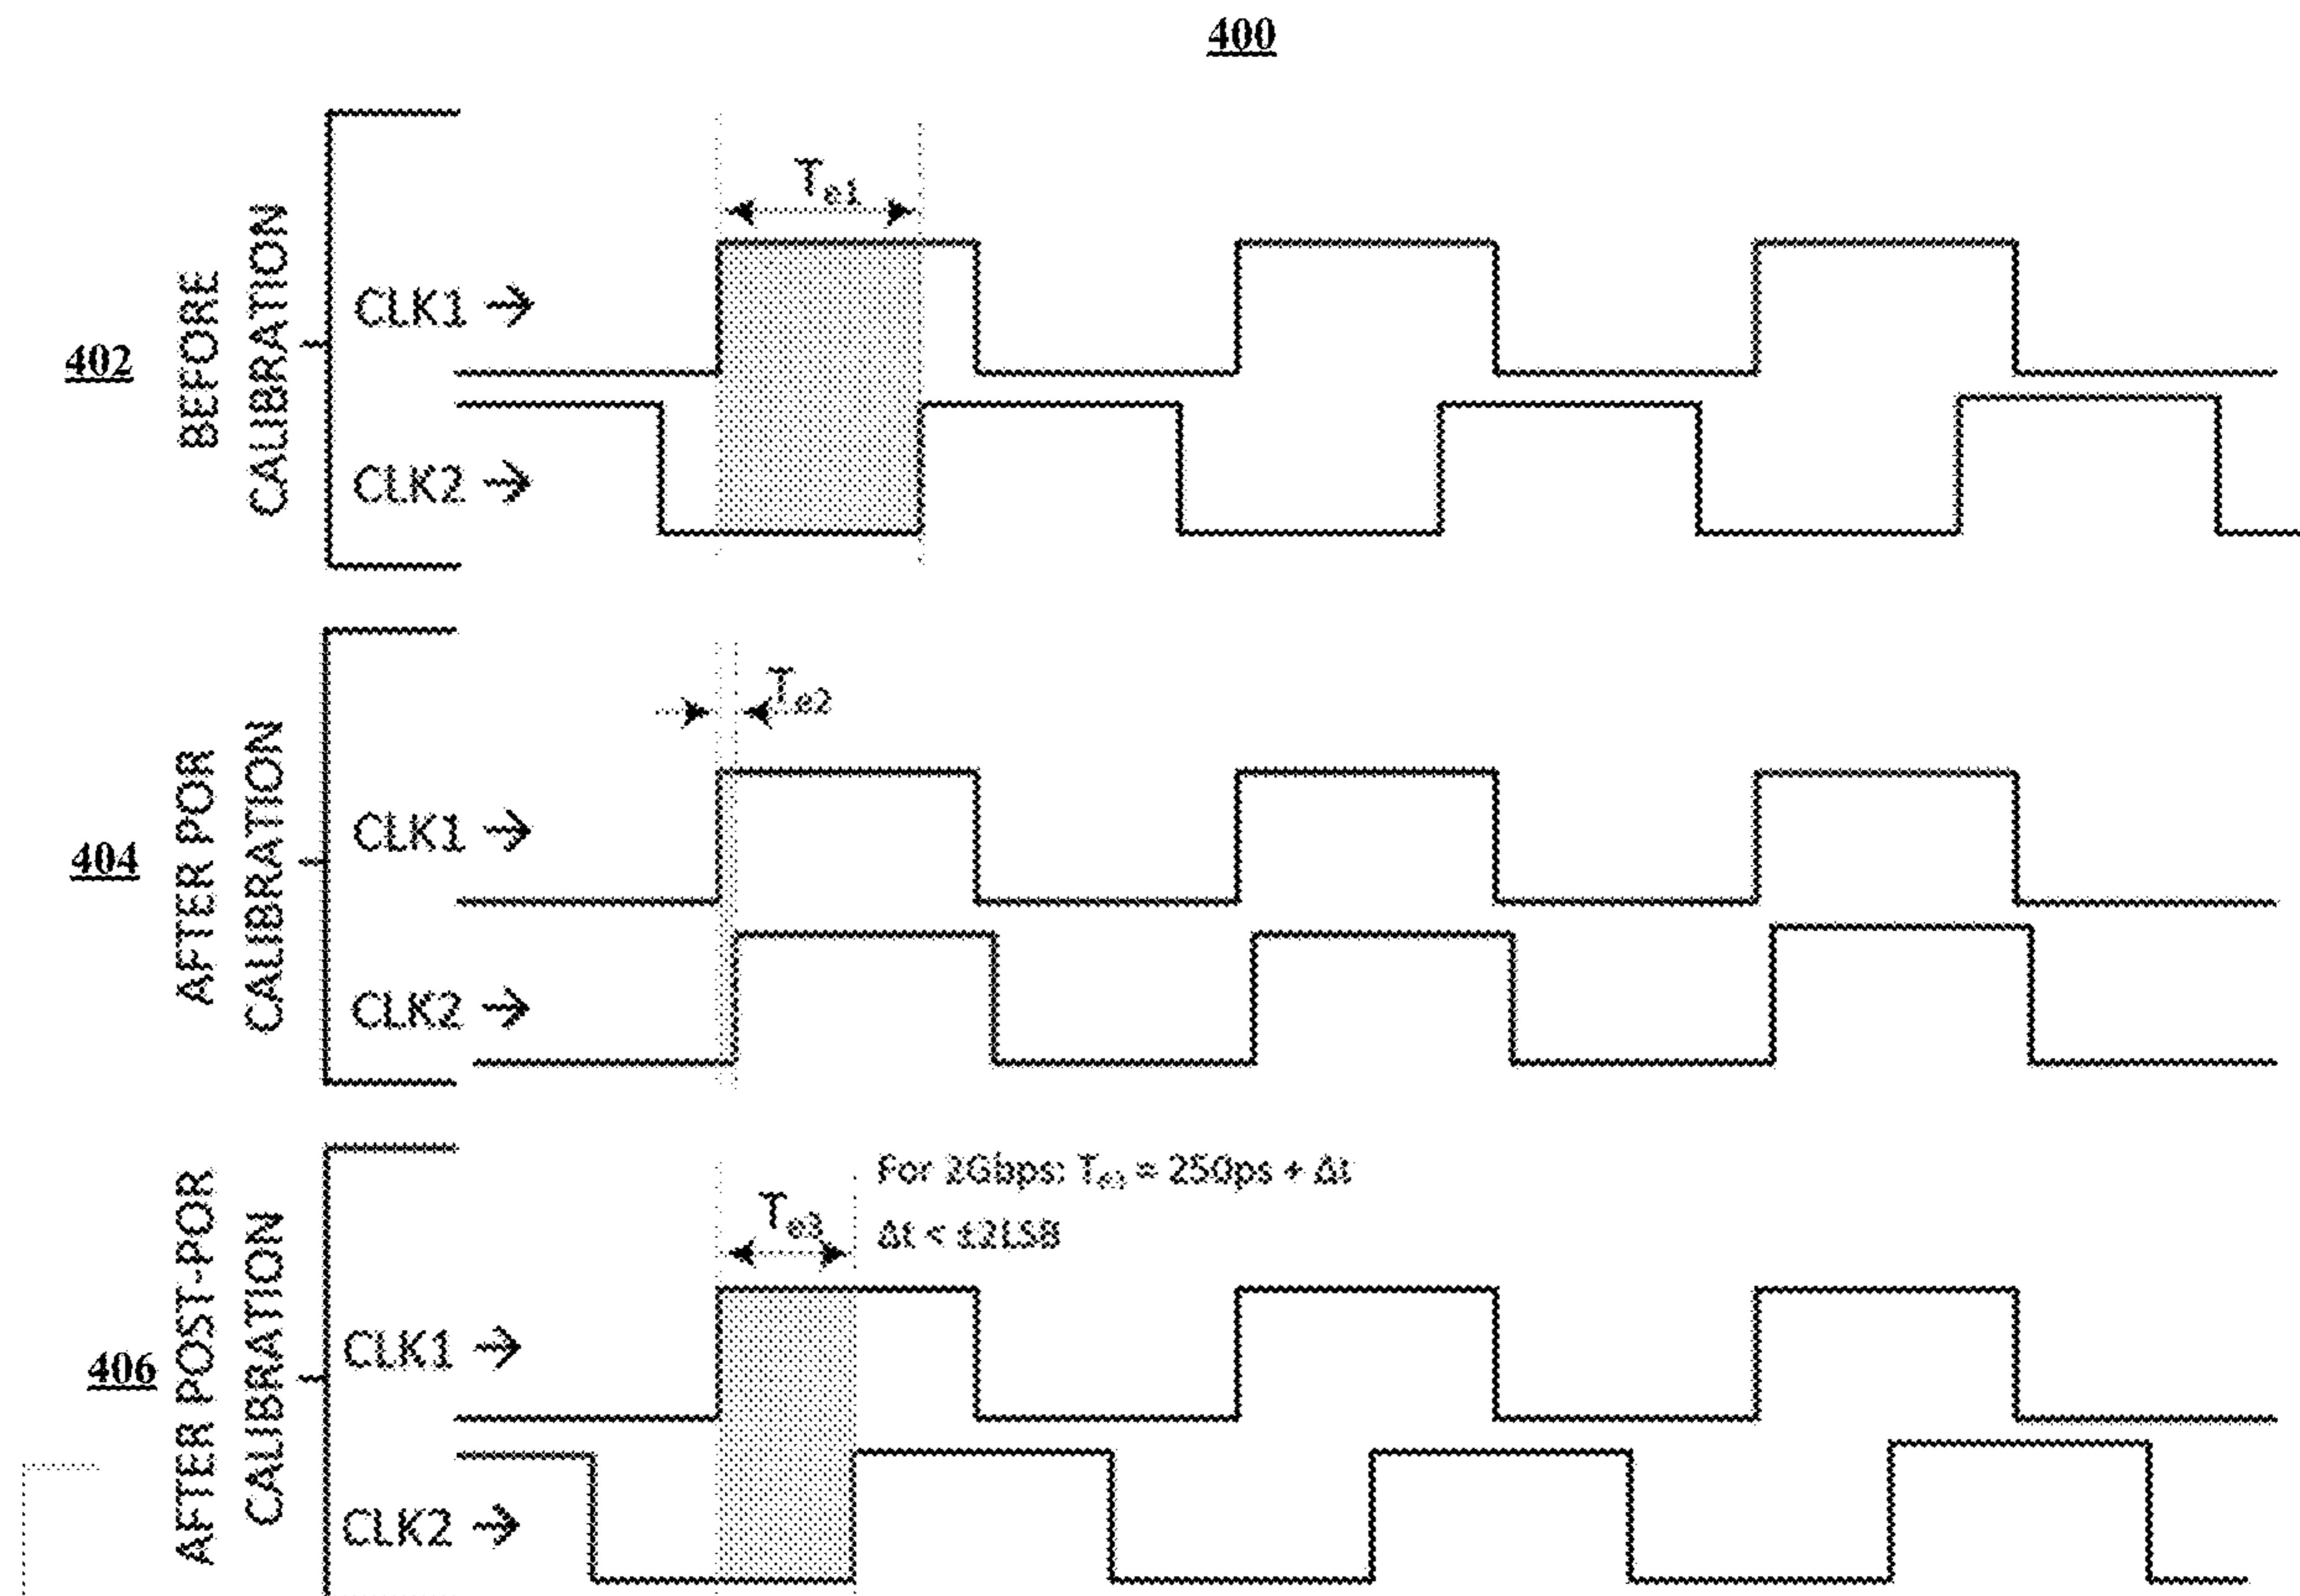 400
402
BEFORE
CALIBRATION
Te1
CLK1 →
CLK2 →
404
AFTER POR
CALIBRATION
Te2
CLK1 →
CLK2 →
406
AFTER POST-POR
CALIBRATION
For 2Gbps: Te3 = 250ps + Δt
Te3
Δt < ±2LSB
CLK1 →
CLK2 →